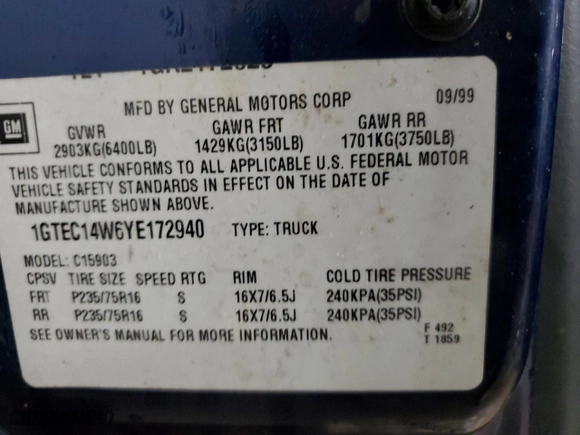 MFD BY GENERAL MOTORS CORP 09/99
GM
GVWR GAWR FRT GAWR RR
2903KG(6400LB) 1429KG(3150LB) 1701KG(3750LB)
THIS VEHICLE CONFORMS TO ALL APPLICABLE U.S. FEDERAL MOTOR
VEHICLE SAFETY STANDARDS IN EFFECT ON THE DATE OF
MANUFACTURE SHOWN ABOVE.
1GTEC14W6YE172940 TYPE: TRUCK
MODEL: C15903
CPSV TIRE SIZE SPEED RTG RIM COLD TIRE PRESSURE
FRT P235/75R16 S 16X7/6.5J 240KPA(35PSI)
RR P235/75R16 S 16X7/6.5J 240KPA(35PSI)
SEE OWNER'S MANUAL FOR MORE INFORMATION.
F 492
T 1859